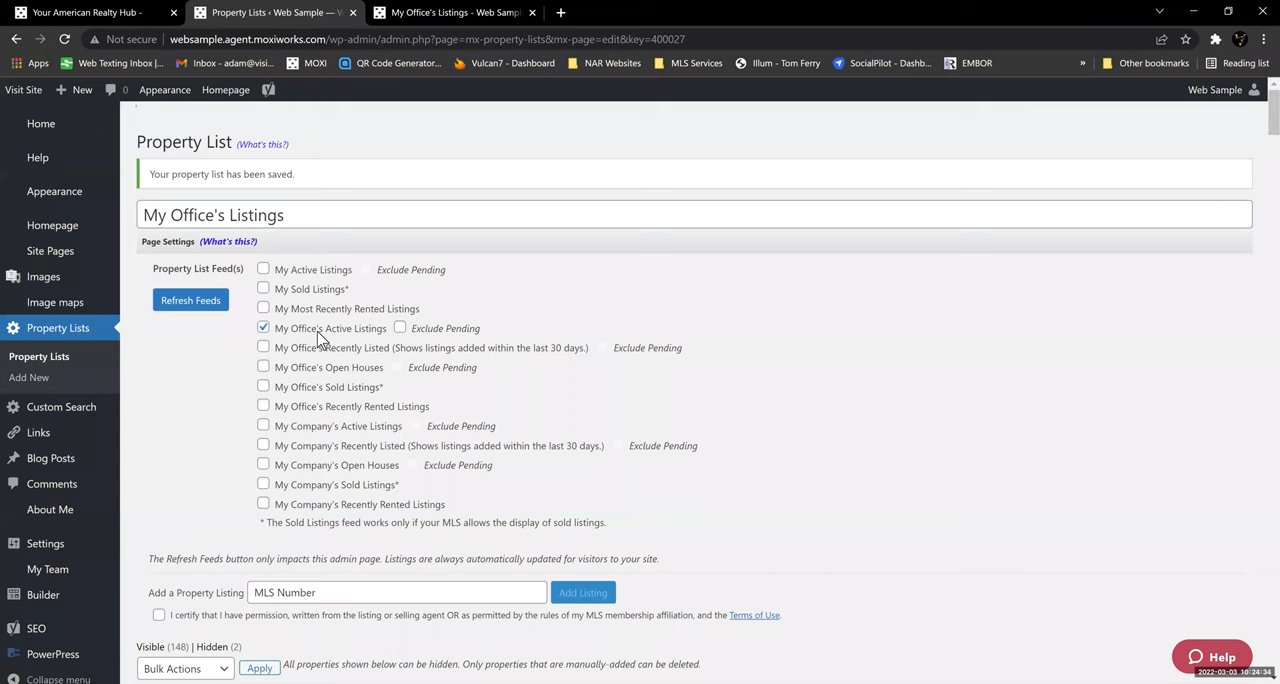 Your American Realty Hub -
Property Lists ‹ Web Sample —
My Office's Listings - Web Sampl
Not secure | websample.agent.moxiworks.com/wp-admin/admin.php?page=mx-property-lists&mx-page=edit&key=400027
Apps Web Texting Inbox |... Inbox - adam@visi... MOXI QR Code Generator... Vulcan7 - Dashboard NAR Websites MLS Services Illum - Tom Ferry SocialPilot - Dashb... EMBOR » Other bookmarks Reading list
Visit Site New 0 Appearance Homepage Web Sample
Home
Help
Appearance
Homepage
Site Pages
Images
Image maps
Property Lists
Property Lists
Add New
Custom Search
Links
Blog Posts
Comments
About Me
Settings
My Team
Builder
SEO
PowerPress
Collapse menu
Property List (What's this?)
Your property list has been saved.
My Office's Listings
Page Settings (What's this?)
Property List Feed(s)
Refresh Feeds
My Active Listings Exclude Pending
My Sold Listings*
My Most Recently Rented Listings
My Office's Active Listings Exclude Pending
My Office's Recently Listed (Shows listings added within the last 30 days.) Exclude Pending
My Office's Open Houses Exclude Pending
My Office's Sold Listings*
My Office's Recently Rented Listings
My Company's Active Listings Exclude Pending
My Company's Recently Listed (Shows listings added within the last 30 days.) Exclude Pending
My Company's Open Houses Exclude Pending
My Company's Sold Listings*
My Company's Recently Rented Listings
* The Sold Listings feed works only if your MLS allows the display of sold listings.
The Refresh Feeds button only impacts this admin page. Listings are always automatically updated for visitors to your site.
Add a Property Listing MLS Number Add Listing
I certify that I have permission, written from the listing or selling agent OR as permitted by the rules of my MLS membership affiliation, and the Terms of Use.
Visible (148) | Hidden (2)
Bulk Actions Apply All properties shown below can be hidden. Only properties that are manually-added can be deleted.
Help
2022-03-03 10:24:34